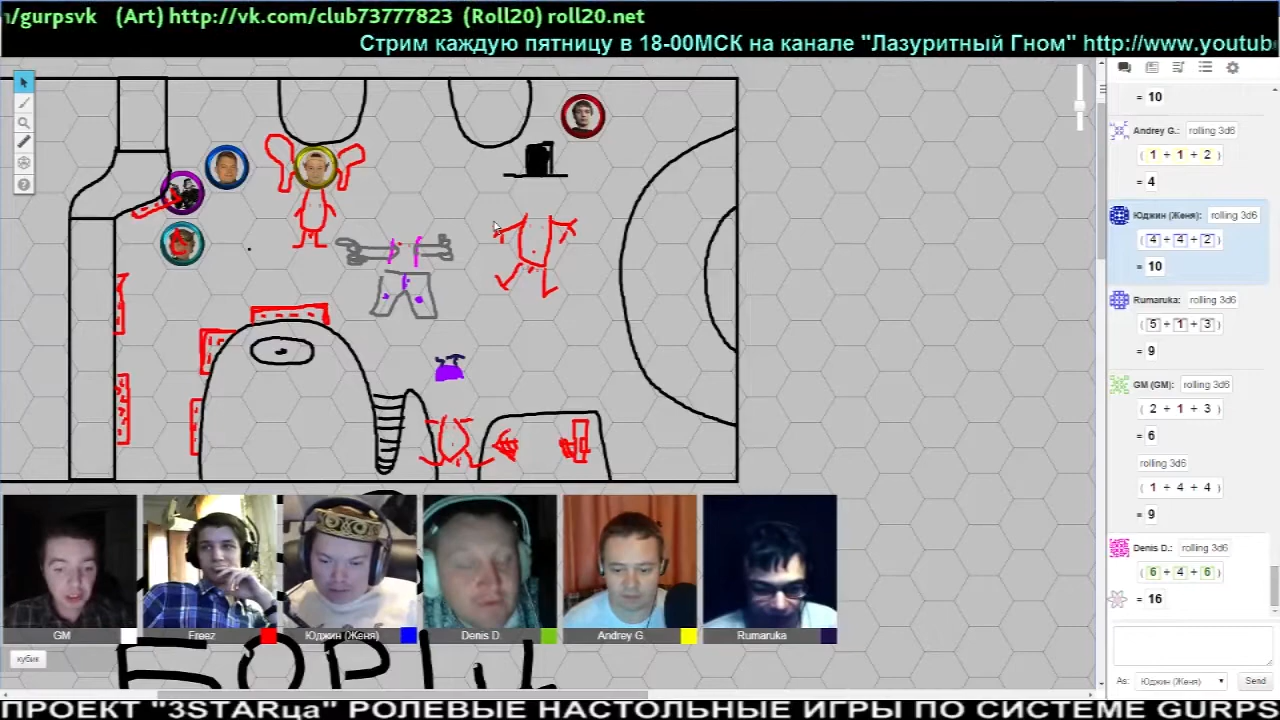 /gurpsvk (Art) http://vk.com/club73777823 (Roll20) roll20.net
Стрим каждую пятницу в 18-00МСК на канале "Лазуритный Гном" http://www.youtub
= 10
Andrey G.: rolling 3d6
( 1 + 1 + 2 )
= 4
Юджин (Женя): rolling 3d6
( 4 + 4 + 2 )
= 10
Rumaruka: rolling 3d6
( 5 + 1 + 3 )
= 9
GM (GM): rolling 3d6
( 2 + 1 + 3 )
= 6
rolling 3d6
( 1 + 4 + 4 )
= 9
Denis D.: rolling 3d6
( 6 + 4 + 6 )
= 16
GM
Freez
Юджин (Женя)
Denis D.
Andrey G.
Rumaruka
кубик
БОРЦ
As: Юджин (Женя) Send
ПРОЕКТ "3STARца" РОЛЕВЫЕ НАСТОЛЬНЫЕ ИГРЫ ПО СИСТЕМЕ GURPS